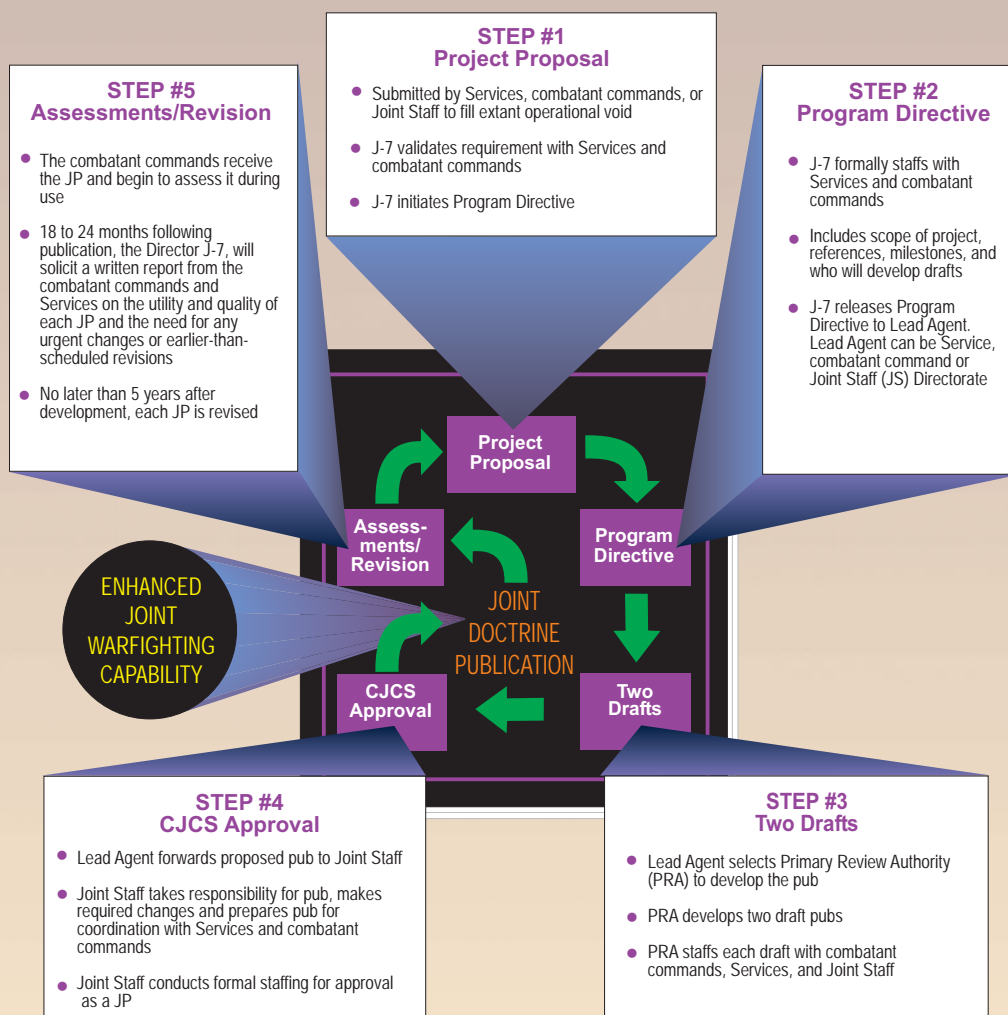 STEP #1
Project Proposal
• Submitted by Services, combatant commands, or
Joint Staff to fill extant operational void
• J-7 validates requirement with Services and
combatant commands
• J-7 initiates Program Directive
STEP #5
Assessments/Revision
• The combatant commands receive
the JP and begin to assess it during
use
• 18 to 24 months following
publication, the Director J-7, will
solicit a written report from the
combatant commands and
Services on the utility and quality of
each JP and the need for any
urgent changes or earlier-than-
scheduled revisions
• No later than 5 years after
development, each JP is revised
STEP #2
Program Directive
• J-7 formally staffs with
Services and combatant
commands
• Includes scope of project,
references, milestones, and
who will develop drafts
• J-7 releases Program
Directive to Lead Agent.
Lead Agent can be Service,
combatant command or
Joint Staff (JS) Directorate
Project
Proposal
Assess-
ments/
Revision
Program
Directive
ENHANCED
JOINT
WARFIGHTING
CAPABILITY
JOINT
DOCTRINE
PUBLICATION
CJCS
Approval
Two
Drafts
STEP #4
CJCS Approval
• Lead Agent forwards proposed pub to Joint Staff
• Joint Staff takes responsibility for pub, makes
required changes and prepares pub for
coordination with Services and combatant
commands
• Joint Staff conducts formal staffing for approval
as a JP
STEP #3
Two Drafts
• Lead Agent selects Primary Review Authority
(PRA) to develop the pub
• PRA develops two draft pubs
• PRA staffs each draft with combatant
commands, Services, and Joint Staff